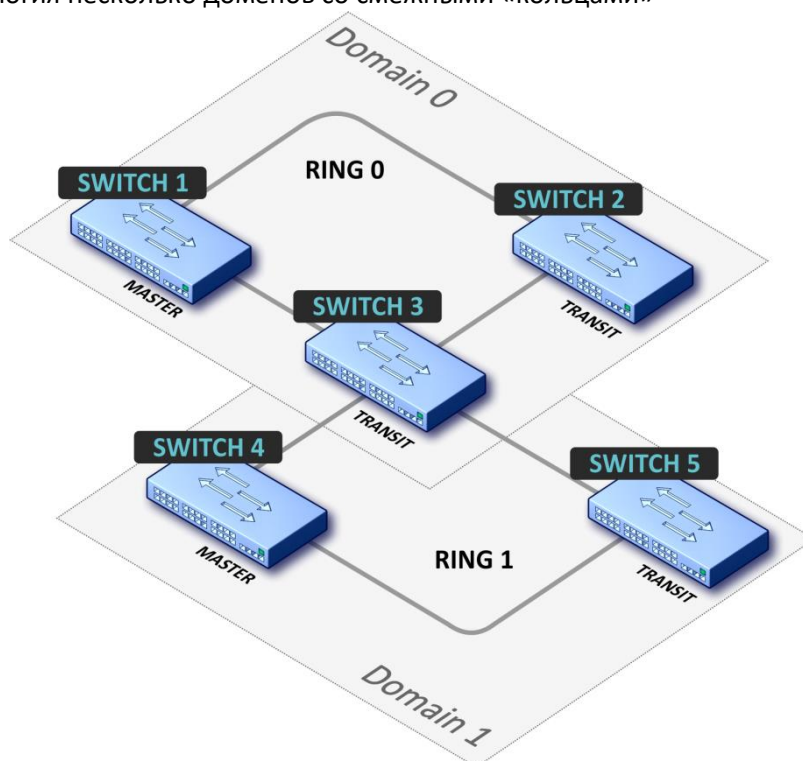 несколько доменов со смежными «кольцами»
Domain 0
RING 0
SWITCH 1
SWITCH 2
MASTER
SWITCH 3
TRANSIT
TRANSIT
SWITCH 4
SWITCH 5
MASTER
RING 1
TRANSIT
Domain 1